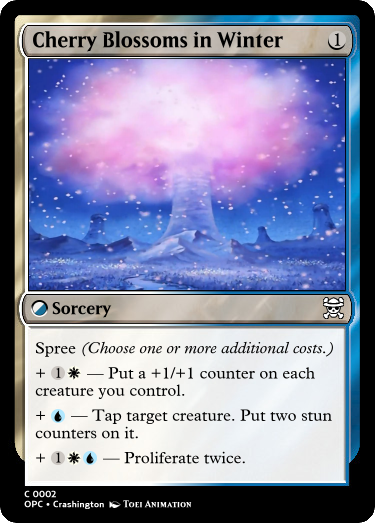 Cherry Blossoms in Winter 1
Sorcery
Spree (Choose one or more additional costs.)
+ 1 — Put a +1/+1 counter on each
creature you control.
+ — Tap target creature. Put two stun
counters on it.
+ 1 — Proliferate twice.
C 0002
OPC • Crashington TOEI ANIMATION